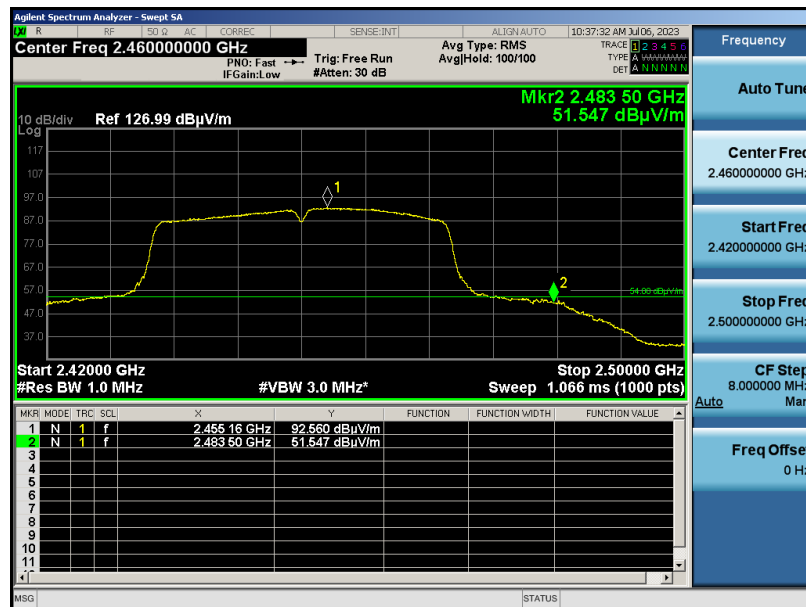 Agilent Spectrum Analyzer - Swept SA
LXI R RF 50 Ω AC CORREC SENSE:INT ALIGN AUTO 10:37:32 AM Jul 06, 2023
Center Freq 2.460000000 GHz
PNO: Fast
IFGain:Low
Trig: Free Run
#Atten: 30 dB
Avg Type: RMS
Avg|Hold: 100/100
TRACE 1 2 3 4 5 6
TYPE A
DET A N N N N N
Mkr2 2.483 50 GHz
51.547 dBµV/m
10 dB/div
Log
Ref 126.99 dBµV/m
117
107
97.0
87.0
77.0
67.0
57.0
47.0
37.0
1
2
54.00 dBµV/m
Start 2.42000 GHz
Stop 2.50000 GHz
#Res BW 1.0 MHz
#VBW 3.0 MHz*
Sweep 1.066 ms (1000 pts)
MKR MODE TRC SCL X Y FUNCTION FUNCTION WIDTH FUNCTION VALUE
1 N 1 f 2.455 16 GHz 92.560 dBµV/m
2 N 1 f 2.483 50 GHz 51.547 dBµV/m
3
4
5
6
7
8
9
10
11
MSG
STATUS
Frequency
Auto Tune
Center Freq
2.460000000 GHz
Start Freq
2.420000000 GHz
Stop Freq
2.500000000 GHz
CF Step
8.000000 MHz
Auto Man
Freq Offset
0 Hz